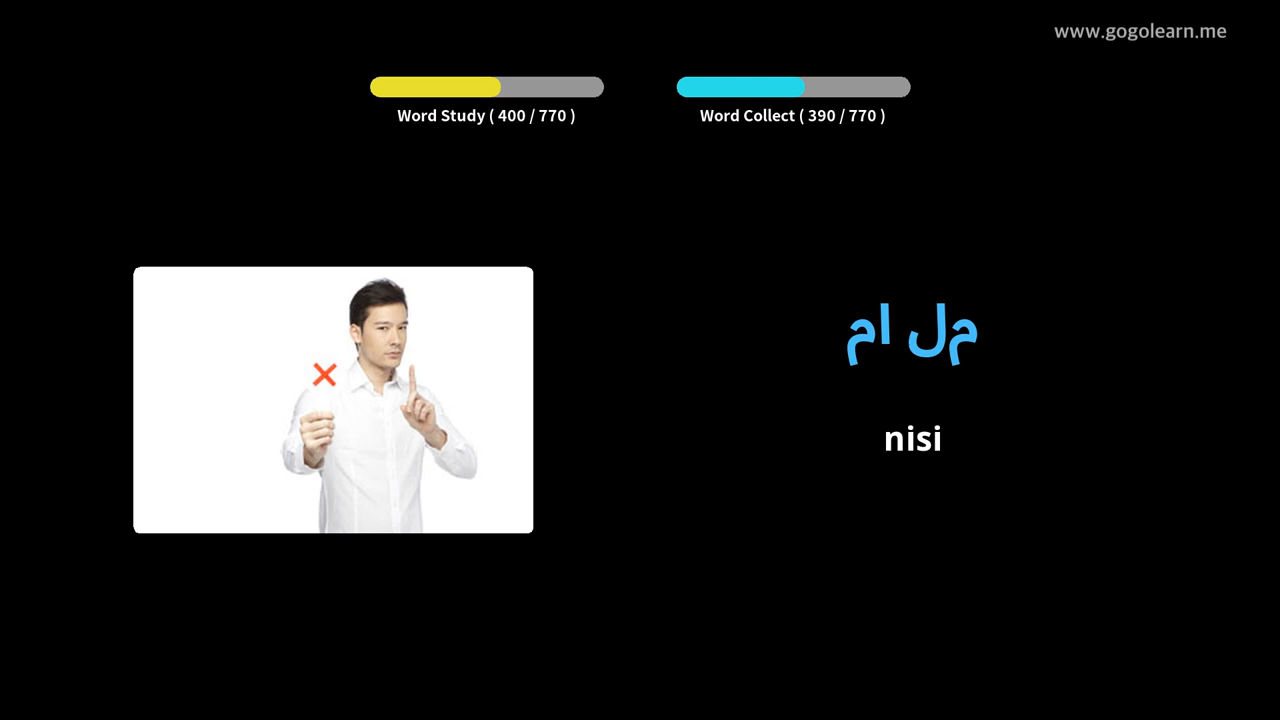 www.gogolearn.me
Word Study ( 400 / 770 )
Word Collect ( 390 / 770 )
ما لم
nisi